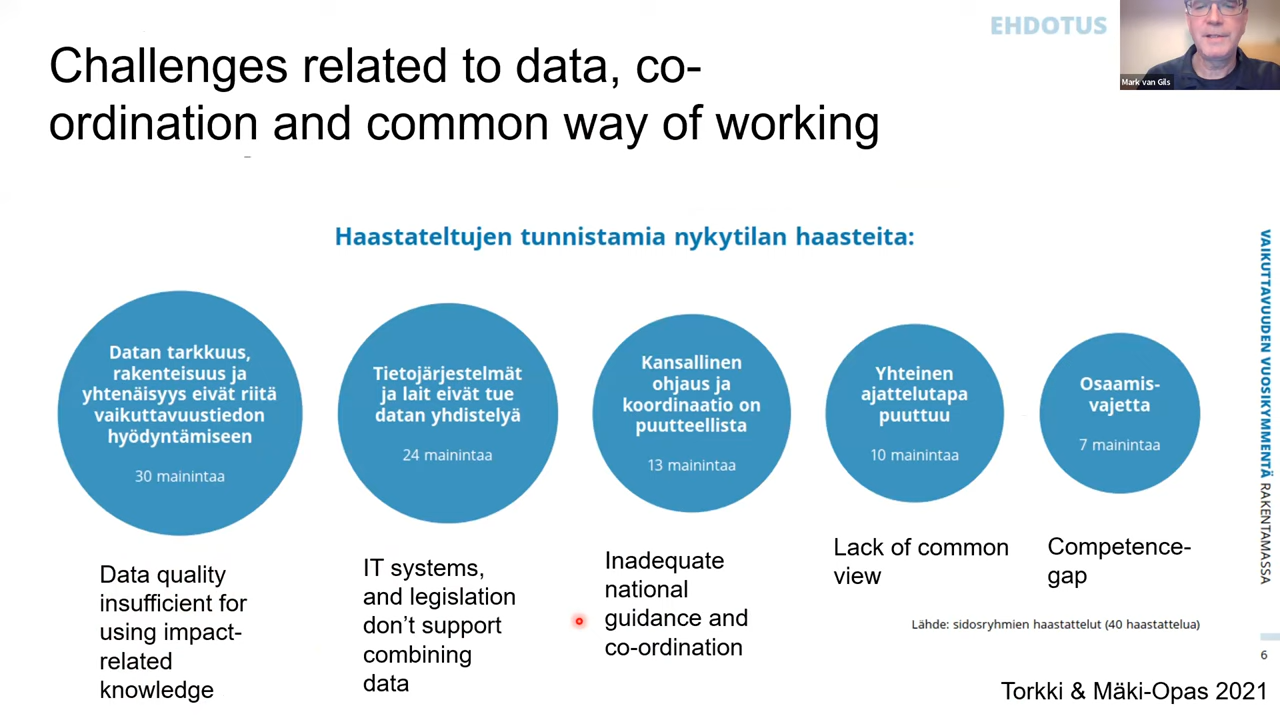 EHDOTUS
Mark van Gils
Challenges related to data, co-
ordination and common way of working
Haastateltujen tunnistamia nykytilan haasteita:
Datan tarkkuus,
rakenteisuus ja
yhtenäisyys eivät riitä
vaikuttavuustiedon
hyödyntämiseen
30 mainintaa
Tietojärjestelmät
ja lait eivät tue
datan yhdistelyä
24 mainintaa
Kansallinen
ohjaus ja
koordinaatio on
puutteellista
13 mainintaa
Yhteinen
ajattelutapa
puuttuu
10 mainintaa
Osaamis-
vajetta
7 mainintaa
Data quality
insufficient for
using impact-
related
knowledge
IT systems,
and legislation
don’t support
combining
data
Inadequate
national
guidance and
co-ordination
Lack of common
view
Competence-
gap
Lähde: sidosryhmien haastattelut (40 haastattelua)
VAIKUTTAVUUDEN VUOSIKYMMENTÄ RAKENTAMASSA
6
Torkki & Mäki-Opas 2021